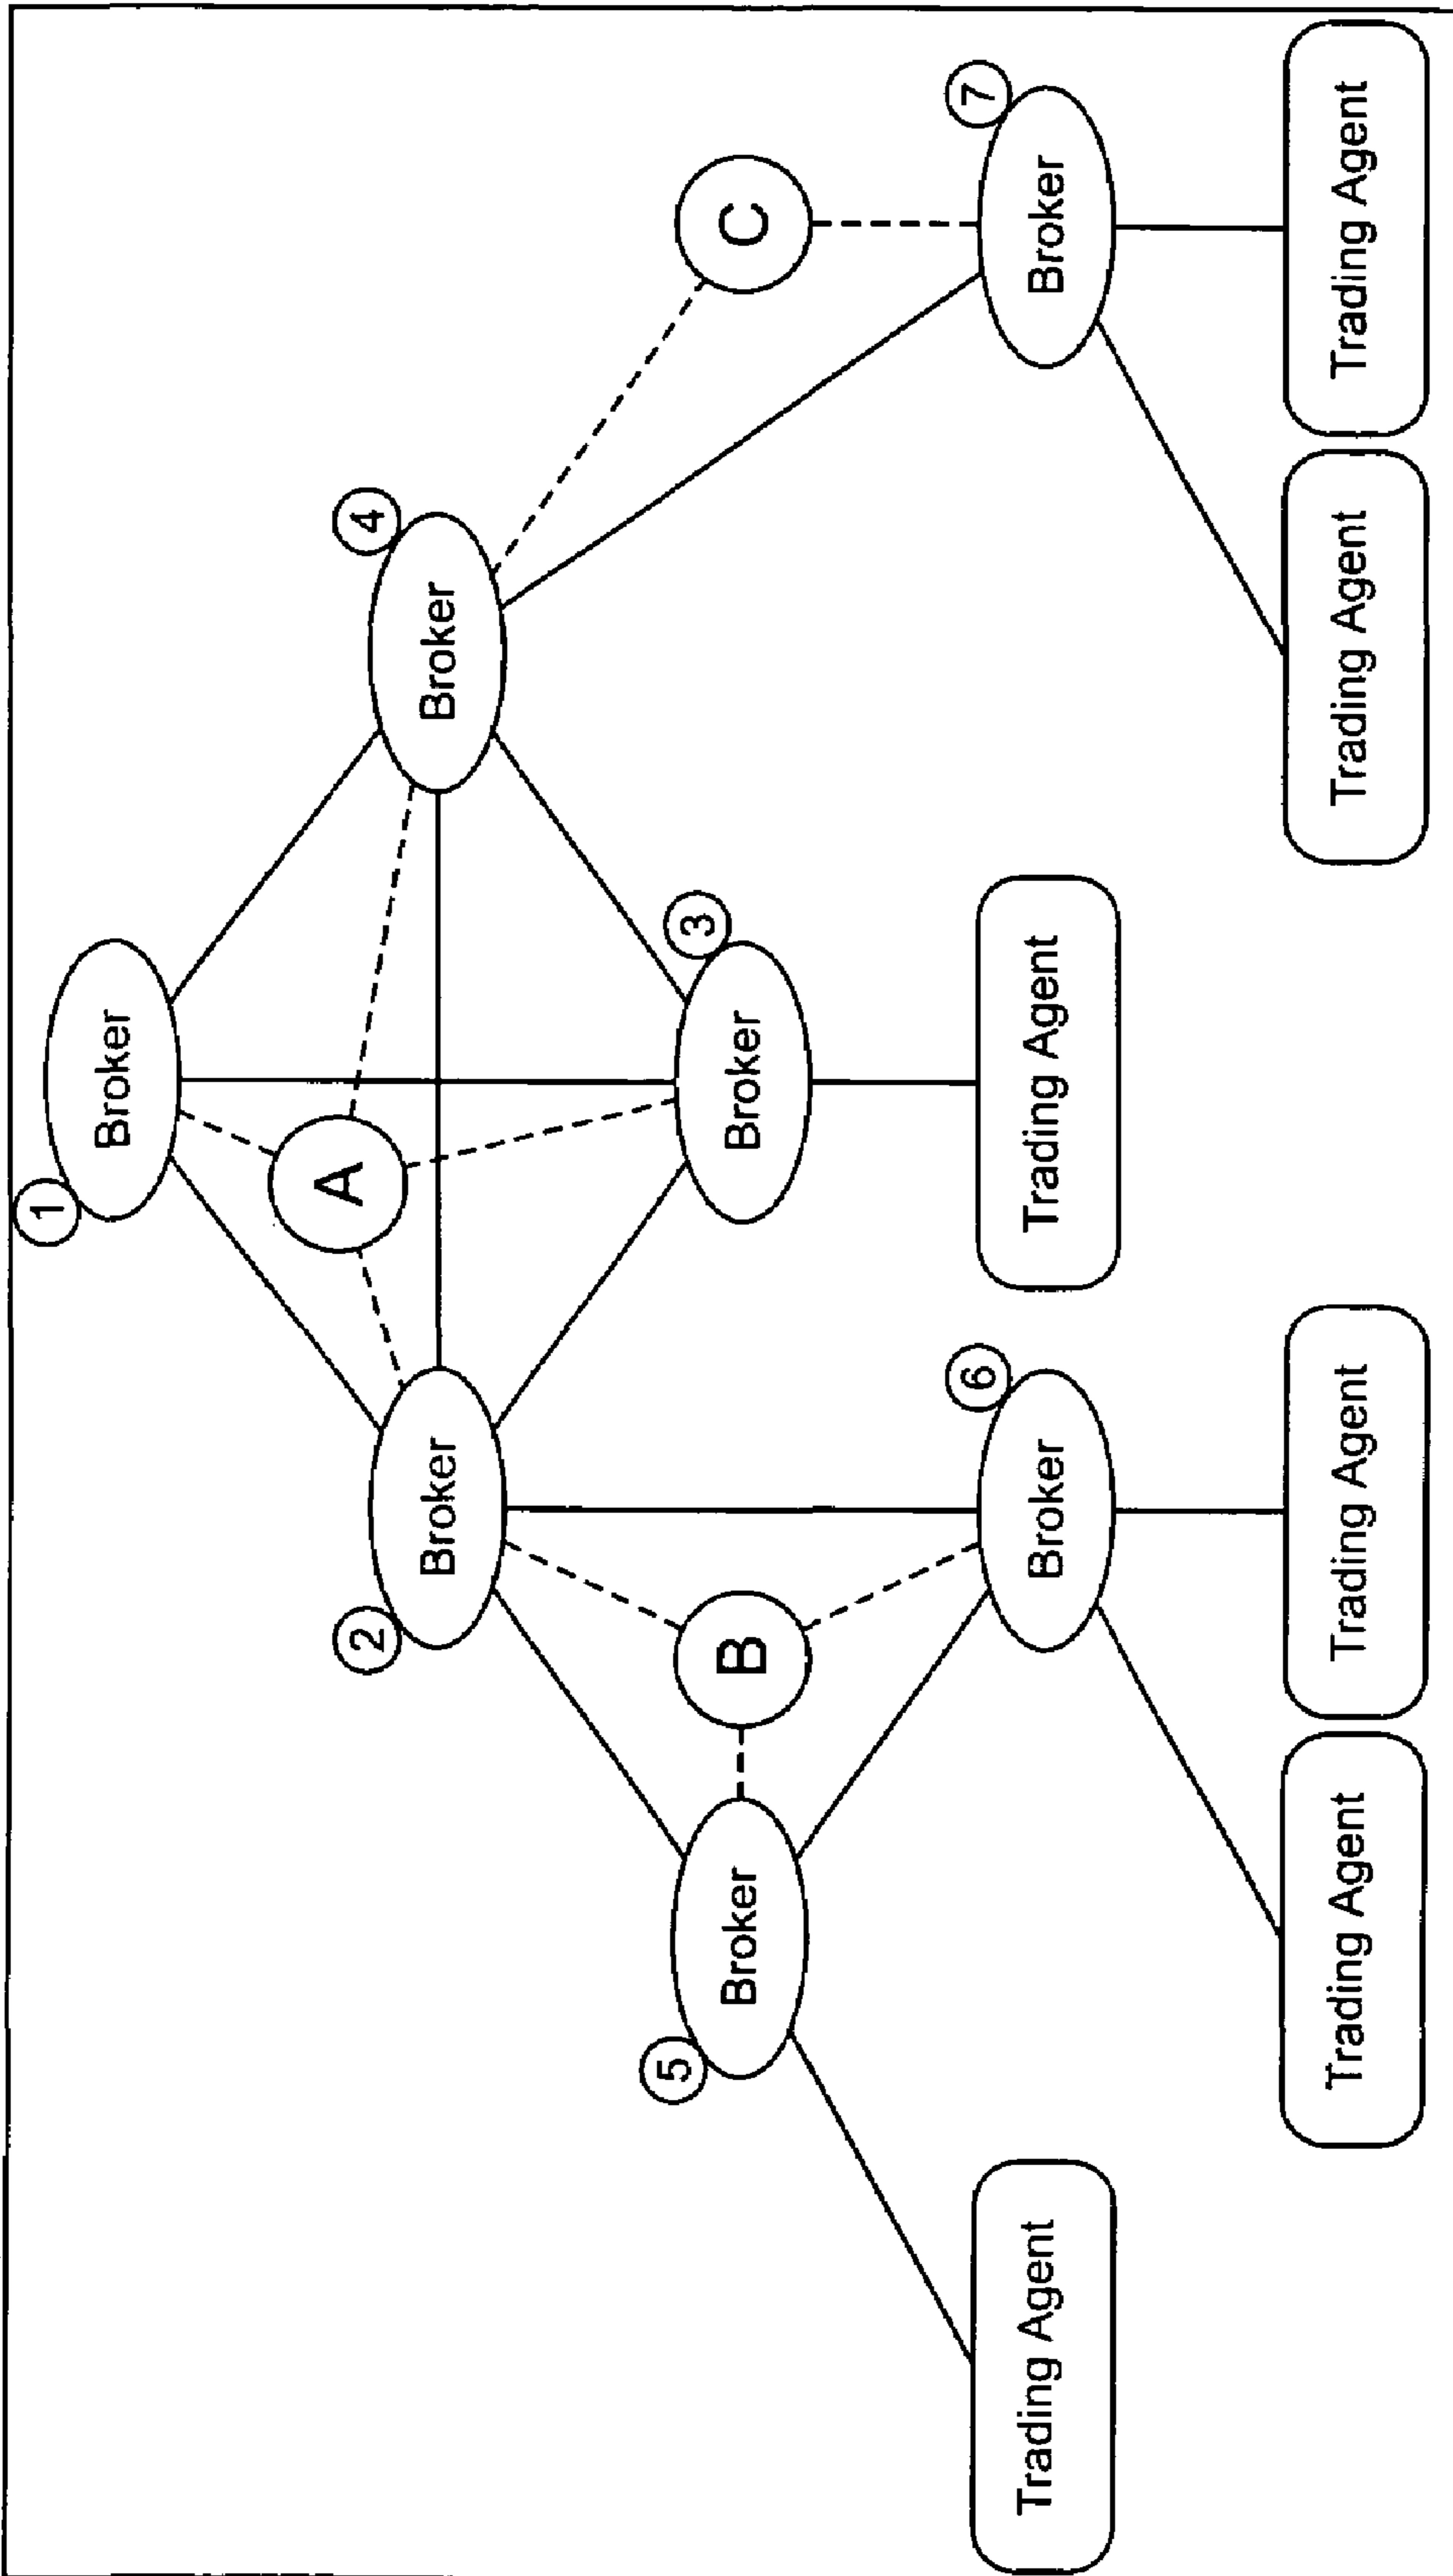 1
Broker
A
2
4
Broker
Broker
5
3
Broker
B
Broker
C
6
7
Trading Agent
Broker
Trading Agent
Broker
Trading Agent
Trading Agent
Trading Agent
Trading Agent